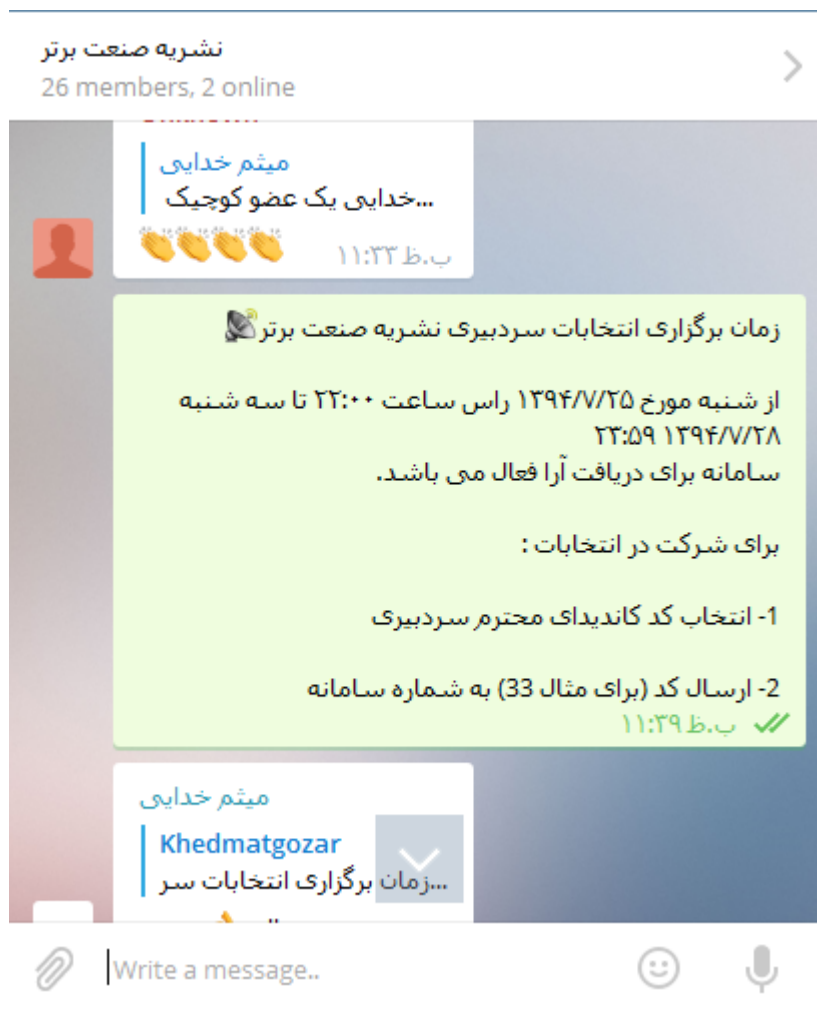 نشریه صنعت برتر
26 members, 2 online
میثم خدایی
خدایی یک عضو کوچیک...
۱۱:۳۳ ب.ظ
زمان برگزاری انتخابات سردبیری نشریه صنعت برتر
از شنبه مورخ ۱۳۹۴/۷/۲۵ راس ساعت ۲۲:۰۰ تا سه شنبه
۱۳۹۴/۷/۲۸ ۲۳:۵۹
سامانه برای دریافت آرا فعال می باشد.
برای شرکت در انتخابات :
1- انتخاب کد کاندیدای محترم سردبیری
2- ارسال کد (برای مثال 33) به شماره سامانه
۱۱:۳۹ ب.ظ
میثم خدایی
Khedmatgozar
زمان برگزاری انتخابات سر...
Write a message..